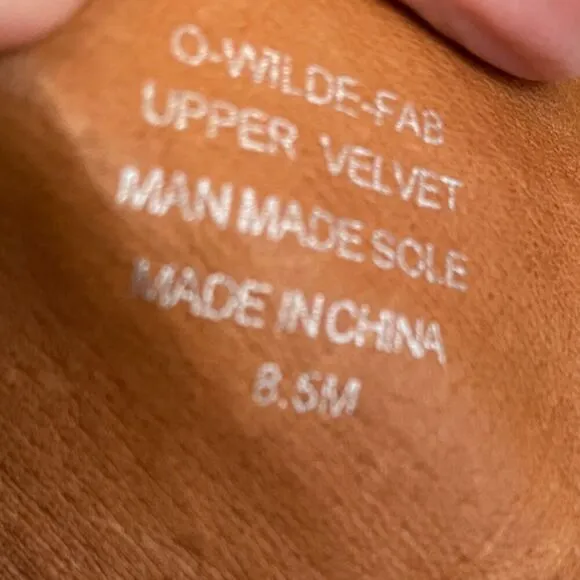 O-WILDE-FAB
UPPER VELVET
MAN MADE SOLE
MADE IN CHINA
8.5M